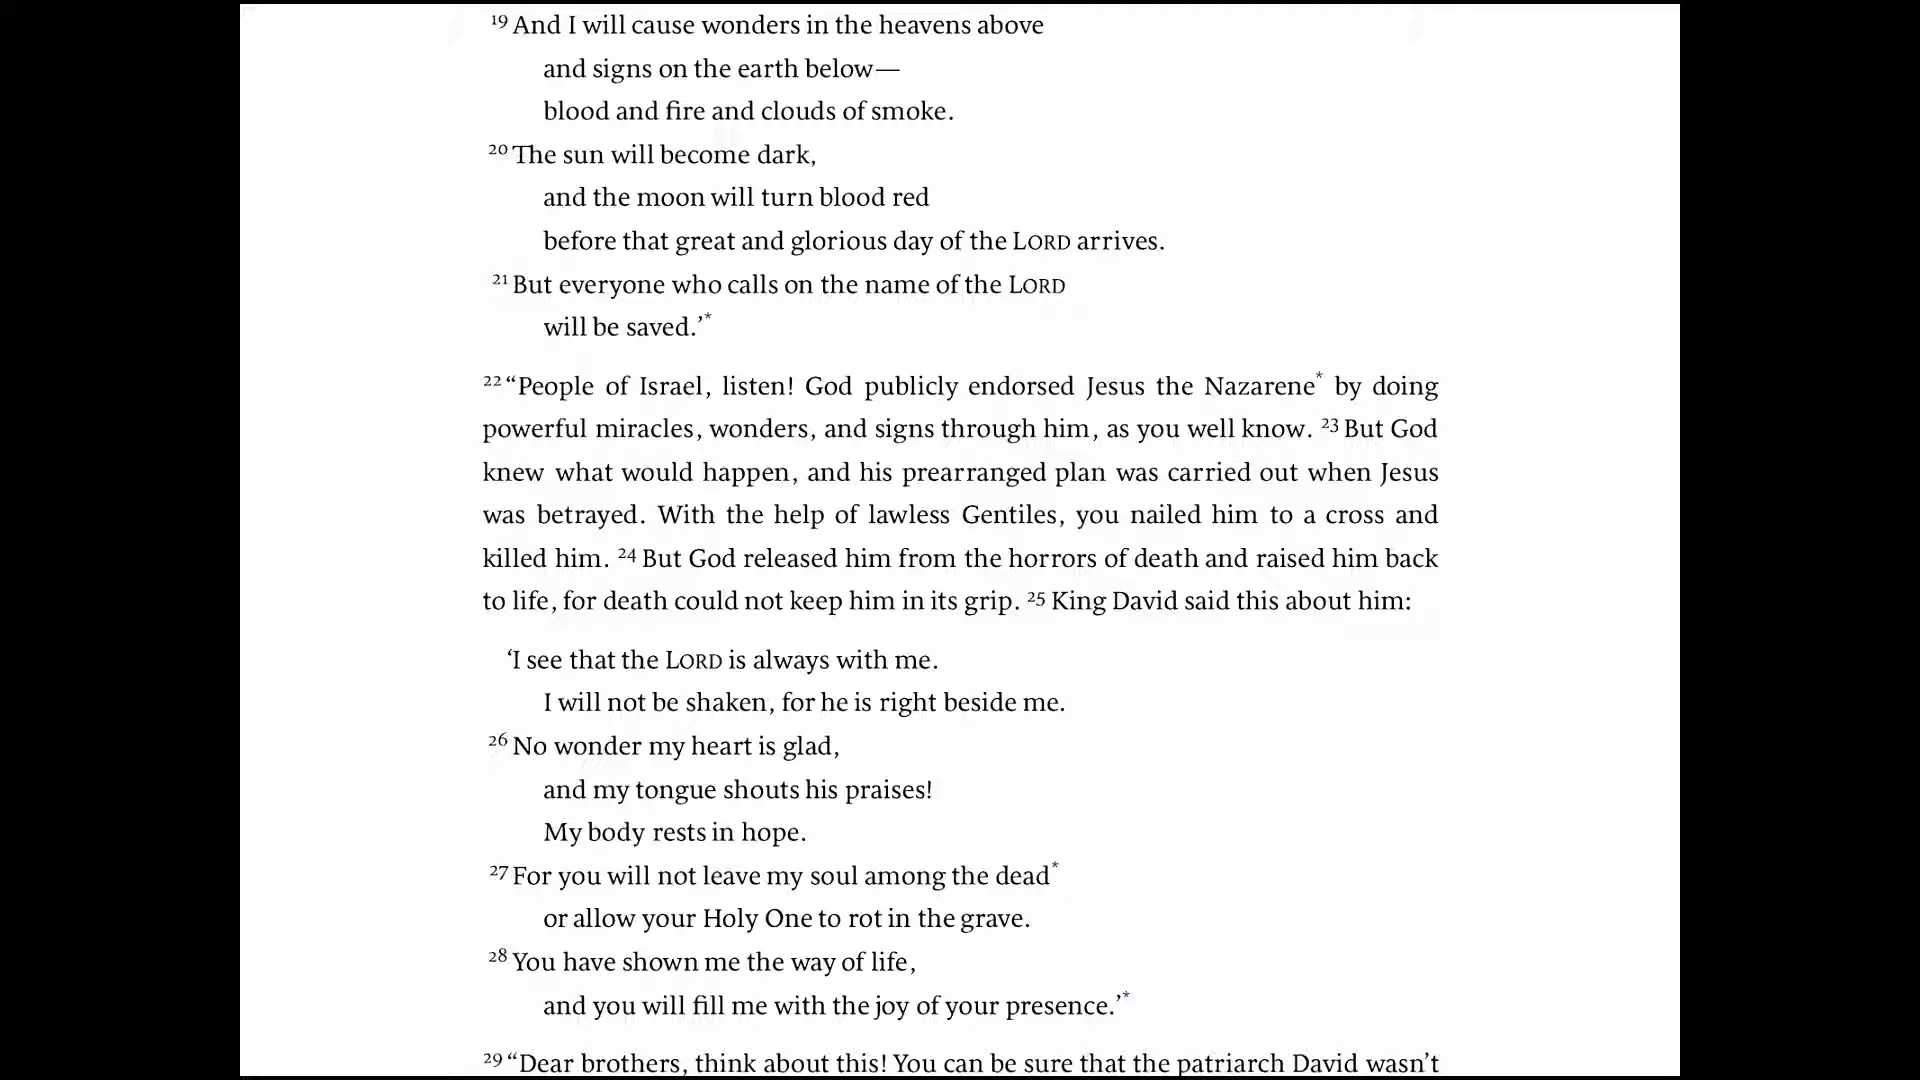 19 And I will cause wonders in the heavens above
and signs on the earth below—
blood and fire and clouds of smoke.
20 The sun will become dark,
and the moon will turn blood red
before that great and glorious day of the LORD arrives.
21 But everyone who calls on the name of the LORD
will be saved.’*
22 “People of Israel, listen! God publicly endorsed Jesus the Nazarene* by doing
powerful miracles, wonders, and signs through him, as you well know. 23 But God
knew what would happen, and his prearranged plan was carried out when Jesus
was betrayed. With the help of lawless Gentiles, you nailed him to a cross and
killed him. 24 But God released him from the horrors of death and raised him back
to life, for death could not keep him in its grip. 25 King David said this about him:
‘I see that the LORD is always with me.
I will not be shaken, for he is right beside me.
26 No wonder my heart is glad,
and my tongue shouts his praises!
My body rests in hope.
27 For you will not leave my soul among the dead*
or allow your Holy One to rot in the grave.
28 You have shown me the way of life,
and you will fill me with the joy of your presence.’*
29 “Dear brothers, think about this! You can be sure that the patriarch David wasn’t